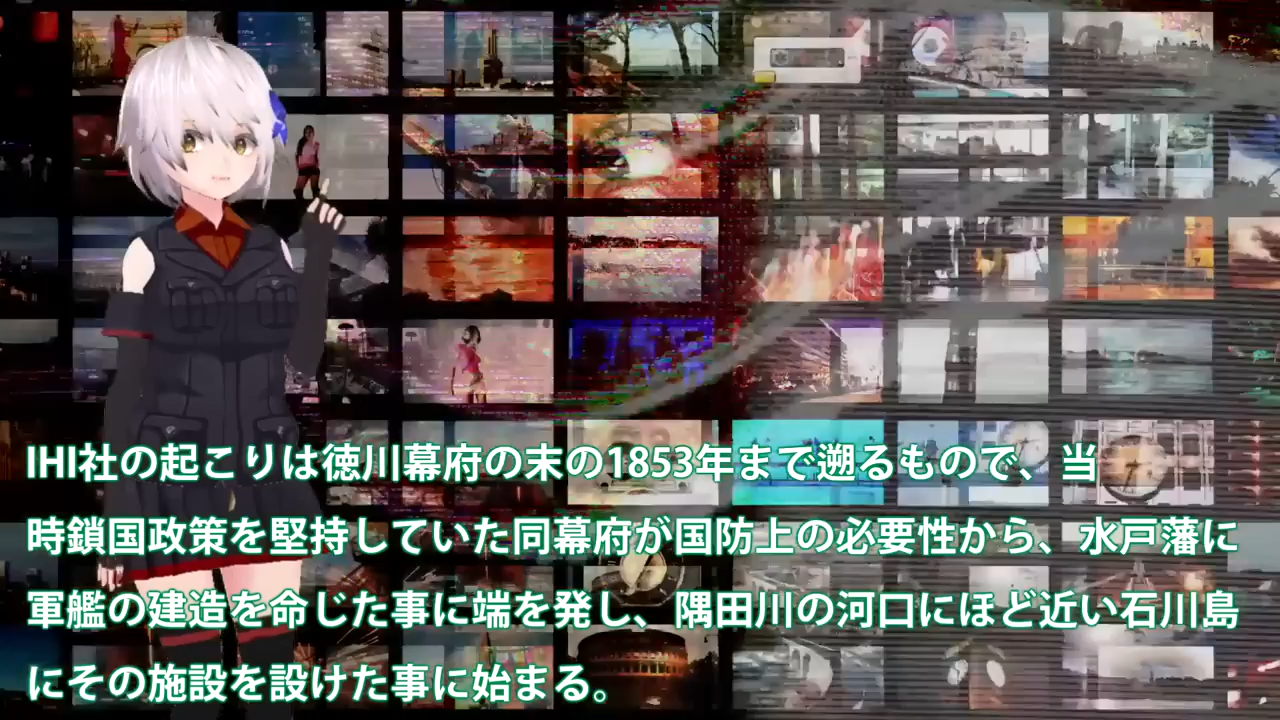 IHI社の起こりは徳川幕府の末の1853年まで遡るもので、当
時鎖国政策を堅持していた同幕府が国防上の必要性から、水戸藩に
軍艦の建造を命じた事に端を発し、隅田川の河口にほど近い石川島
にその施設を設けた事に始まる。